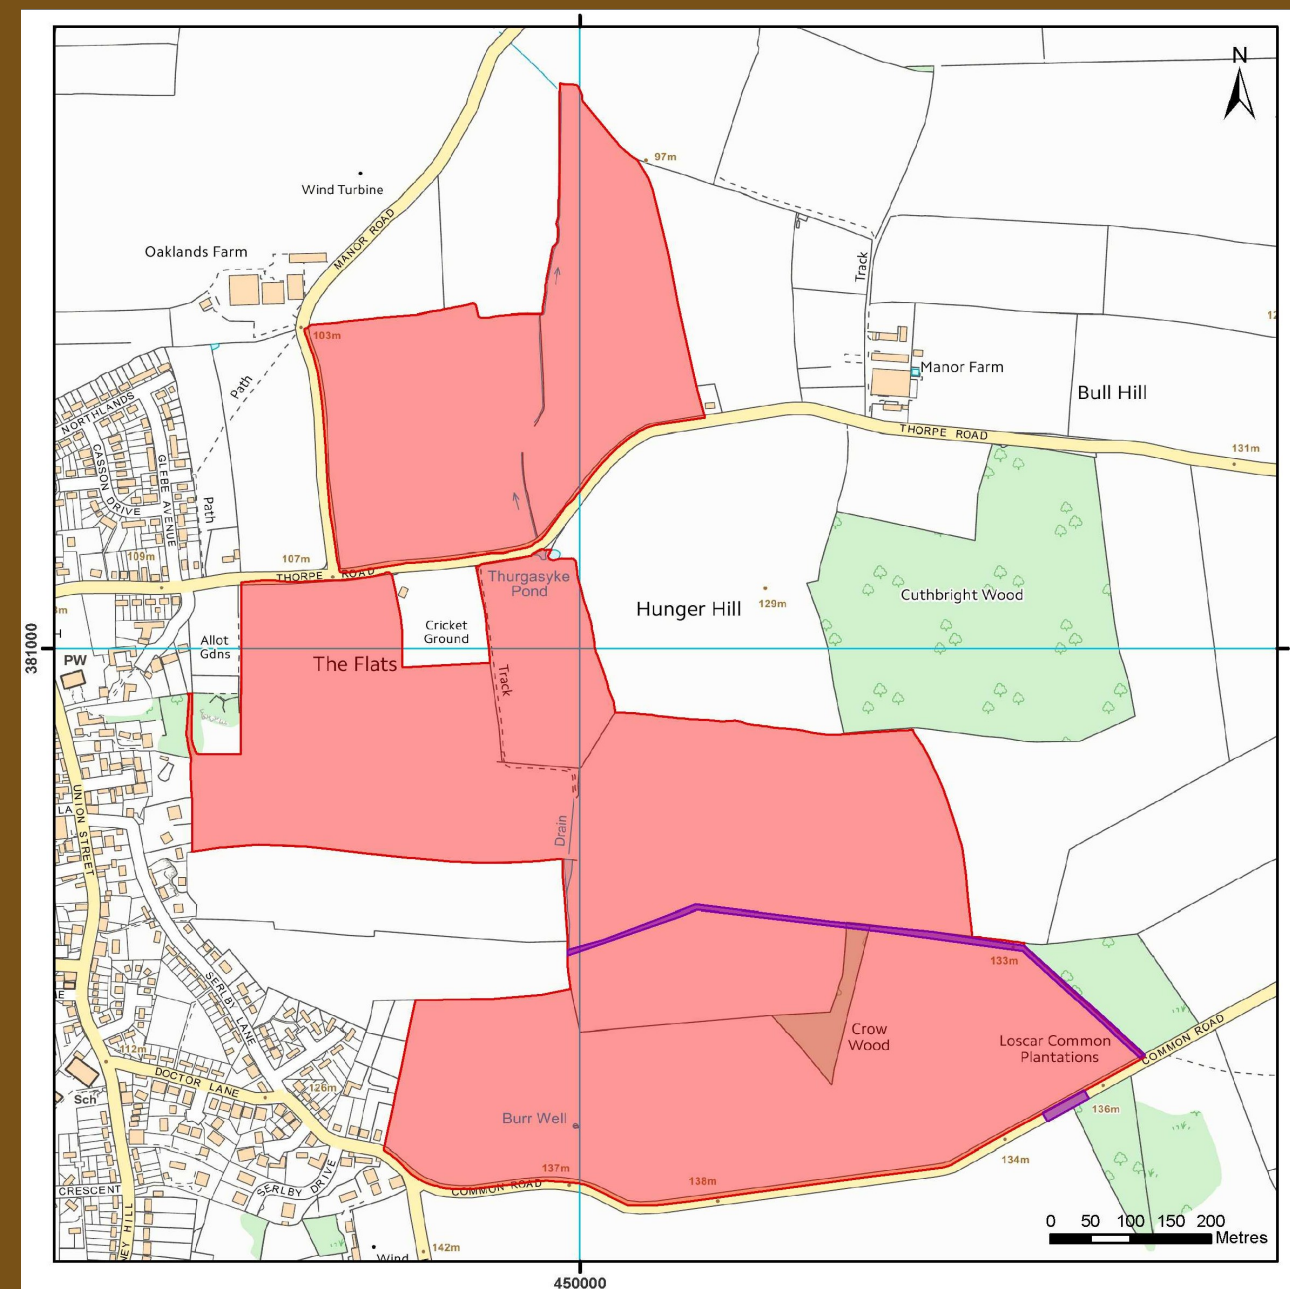 N
97m
Wind Turbine
MANOR ROAD
Oaklands Farm
Track
103m
Manor Farm
Path
Bull Hill
NORTHLANDS
CASSON DRIVE
GLEBE AVENUE
THORPE ROAD
131m
Path
109m
107m
THORPE ROAD
Thurgasyke
Pond
Hunger Hill
129m
Cuthbright Wood
Cricket
Ground
Allot
Gdns
The Flats
381000
PW
Track
UNION STREET
Drain
SERLBY LANE
133m
Crow
Wood
Loscar Common
Plantations
COMMON ROAD
112m
DOCTOR LANE
126m
Sch
Burr Well
136m
134m
137m
138m
CRESCENT
SERLBY DRIVE
COMMON ROAD
142m
Wind
0 50 100 150 200
Metres
450000